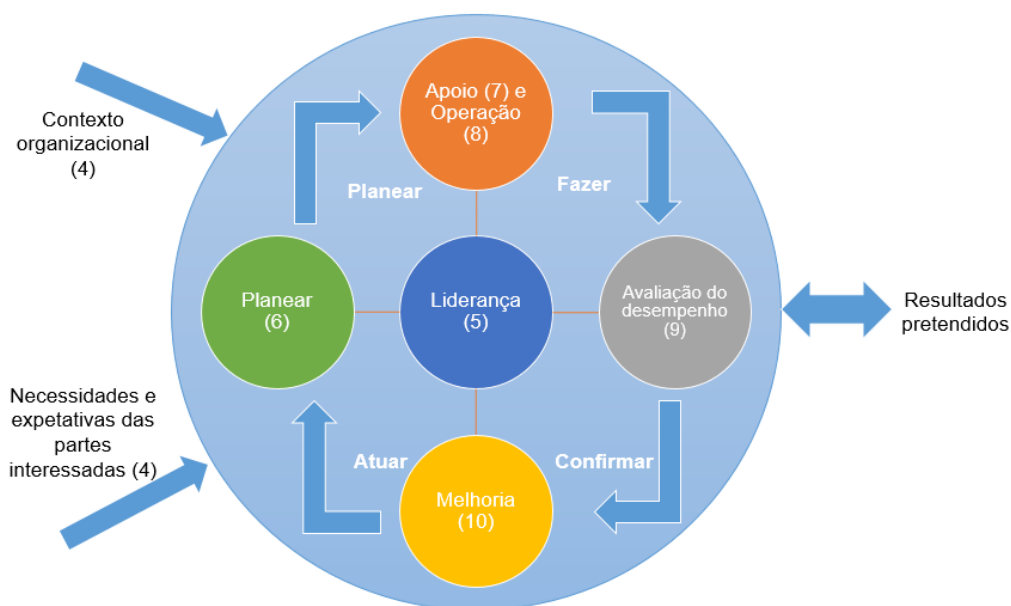 Contexto
organizacional
(4)
Necessidades e
expetativas das
partes
interessadas (4)
Apoio (7) e
Operação
(8)
Planear
Fazer
Planear
(6)
Liderança
(5)
Avaliação do
desempenho
(9)
Atuar
Confirmar
Melhoria
(10)
Resultados
pretendidos